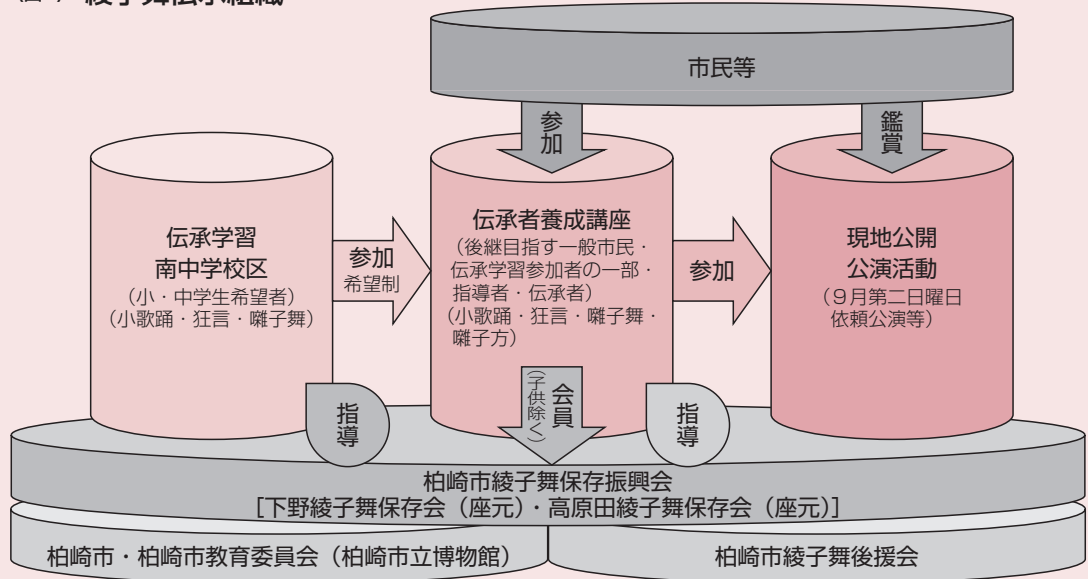 綾子舞伝承組織
市民等
参加
鑑賞
伝承学習
南中学校区
（小・中学生希望者）
（小歌踊・狂言・囃子舞）
参加
希望制
伝承者養成講座
（後継目指す一般市民・
伝承学習参加者の一部・
指導者・伝承者）
（小歌踊・狂言・囃子舞・
囃子方）
参加
現地公開
公演活動
（９月第二日曜日
依頼公演等）
指導
会員
（子供除く）
指導
柏崎市綾子舞保存振興会
［下野綾子舞保存会（座元）・高原田綾子舞保存会（座元）］
柏崎市・柏崎市教育委員会（柏崎市立博物館）
柏崎市綾子舞後援会